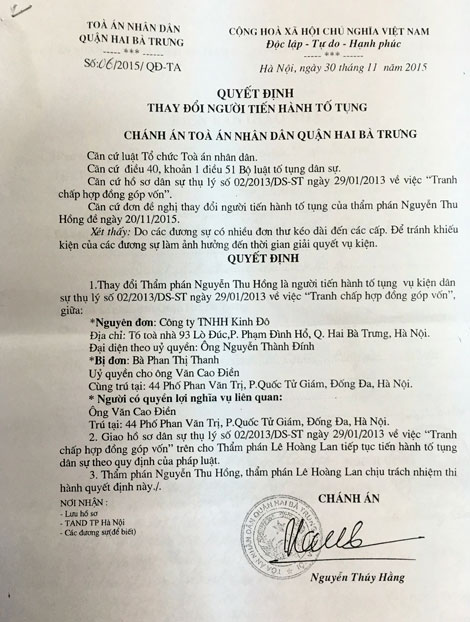 TOÀ ÁN NHÂN DÂN
QUẬN HAI BÀ TRƯNG
----- *** ------
Số:06/2015/ QĐ-TA
CỘNG HOÀ XÃ HỘI CHỦ NGHĨA VIỆT NAM
Độc lập - Tự do - Hạnh phúc
----- *** ------
Hà Nội, ngày 30 tháng 11 năm 2015
QUYẾT ĐỊNH
THAY ĐỔI NGƯỜI TIẾN HÀNH TỐ TỤNG
CHÁNH ÁN TOÀ ÁN NHÂN DÂN QUẬN HAI BÀ TRƯNG
Căn cứ luật Tổ chức Toà án nhân dân.
Căn cứ điều 40, khoản 1 điều 51 Bộ luật tố tụng dân sự.
Căn cứ hồ sơ dân sự thụ lý số 02/2013/DS-ST ngày 29/01/2013 về việc “Tranh
chấp hợp đồng góp vốn”.
Căn cứ đơn đề nghị thay đổi người tiến hành tố tụng của thẩm phán Nguyễn Thu
Hồng đề ngày 20/11/2015.
Xét thấy: Do các đương sự có nhiều đơn thư kéo dài đến các cấp. Để tránh khiếu
kiện của các đương sự làm ảnh hưởng đến thời gian giải quyết vụ kiện.
QUYẾT ĐỊNH
1.Thay đổi Thẩm phán Nguyễn Thu Hồng là người tiến hành tố tụng vụ kiện dân
sự thụ lý số 02/2013/DS-ST ngày 29/01/2013 về việc “Tranh chấp hợp đồng góp vốn”,
giữa:
*Nguyên đơn: Công ty TNHH Kinh Đô
Địa chỉ: T6 toà nhà 93 Lò Đúc,P. Phạm Đình Hổ, Q. Hai Bà Trưng, Hà Nội.
Đại diện theo uỷ quyền: Ông Nguyễn Thành Đính
*Bị đơn: Bà Phan Thị Thanh
Uỷ quyền cho ông Văn Cao Điền
Cùng trú tại: 44 Phố Phan Văn Trị, P.Quốc Tử Giám, Đống Đa, Hà Nội.
* Người có quyền lợi nghĩa vụ liên quan:
Ông Văn Cao Điền
Trú tại: 44 Phố Phan Văn Trị, P.Quốc Tử Giám, Đống Đa, Hà Nội.
2. Giao hồ sơ dân sự thụ lý số 02/2013/DS-ST ngày 29/01/2013 về việc “Tranh
chấp hợp đồng góp vốn” trên cho Thẩm phán Lê Hoàng Lan tiếp tục tiến hành tố tụng
dân sự theo quy định của pháp luật.
3. Thẩm phán Nguyễn Thu Hồng, thẩm phán Lê Hoàng Lan chịu trách nhiệm thi
hành quyết định này./.
NƠI NHẬN :
- Lưu hồ sơ
- TAND TP Hà Nội
- Các đương sự(để biết)
CHÁNH ÁN
Nguyễn Thúy Hằng